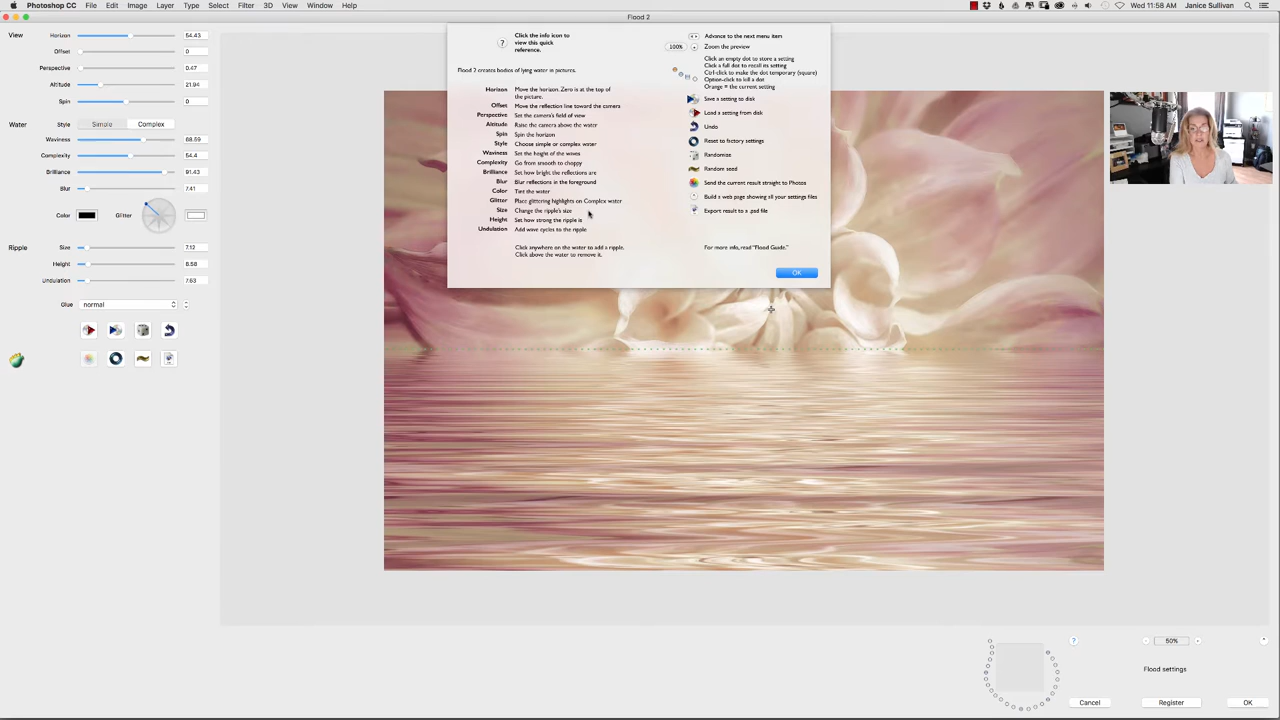 Photoshop CC File Edit Image Layer Type Select Filter 3D View Window Help
Wed 11:58 AM Janice Sullivan
Flood 2
View
Horizon 54.43
Offset 0
Perspective 0.47
Altitude 21.94
Spin 0
Water Style Simple Complex
Waviness 68.59
Complexity 54.4
Brilliance 91.43
Blur 7.41
Color Glitter
Ripple Size 7.12
Height 8.58
Undulation 7.63
Glue normal
?
Click the info icon to
view this quick
reference.
Flood 2 creates bodies of lying water in pictures.
Horizon Move the horizon. Zero is at the top of
the picture.
Offset Move the reflection line toward the camera
Perspective Set the camera's field of view
Altitude Raise the camera above the water
Spin Spin the horizon
Style Choose simple or complex water
Waviness Set the height of the waves
Complexity Go from smooth to choppy
Brilliance Set how bright the reflections are
Blur Blur reflections in the foreground
Color Tint the water
Glitter Place glittering highlights on Complex water
Size Change the ripple's size
Height Set how strong the ripple is
Undulation Add wave cycles to the ripple
Click anywhere on the water to add a ripple.
Click above the water to remove it.
Advance to the next menu item
100% Zoom the preview
Click an empty dot to store a setting
Click a full dot to recall its setting
Ctrl-click to make the dot temporary (square)
Option-click to kill a dot
Orange = the current setting
Save a setting to disk
Load a setting from disk
Undo
Reset to factory settings
Randomize
Random seed
Send the current result straight to Photos
Build a web page showing all your settings files
Export result to a .psd file
For more info, read "Flood Guide."
OK
?
- 50% +
Flood settings
Cancel Register OK